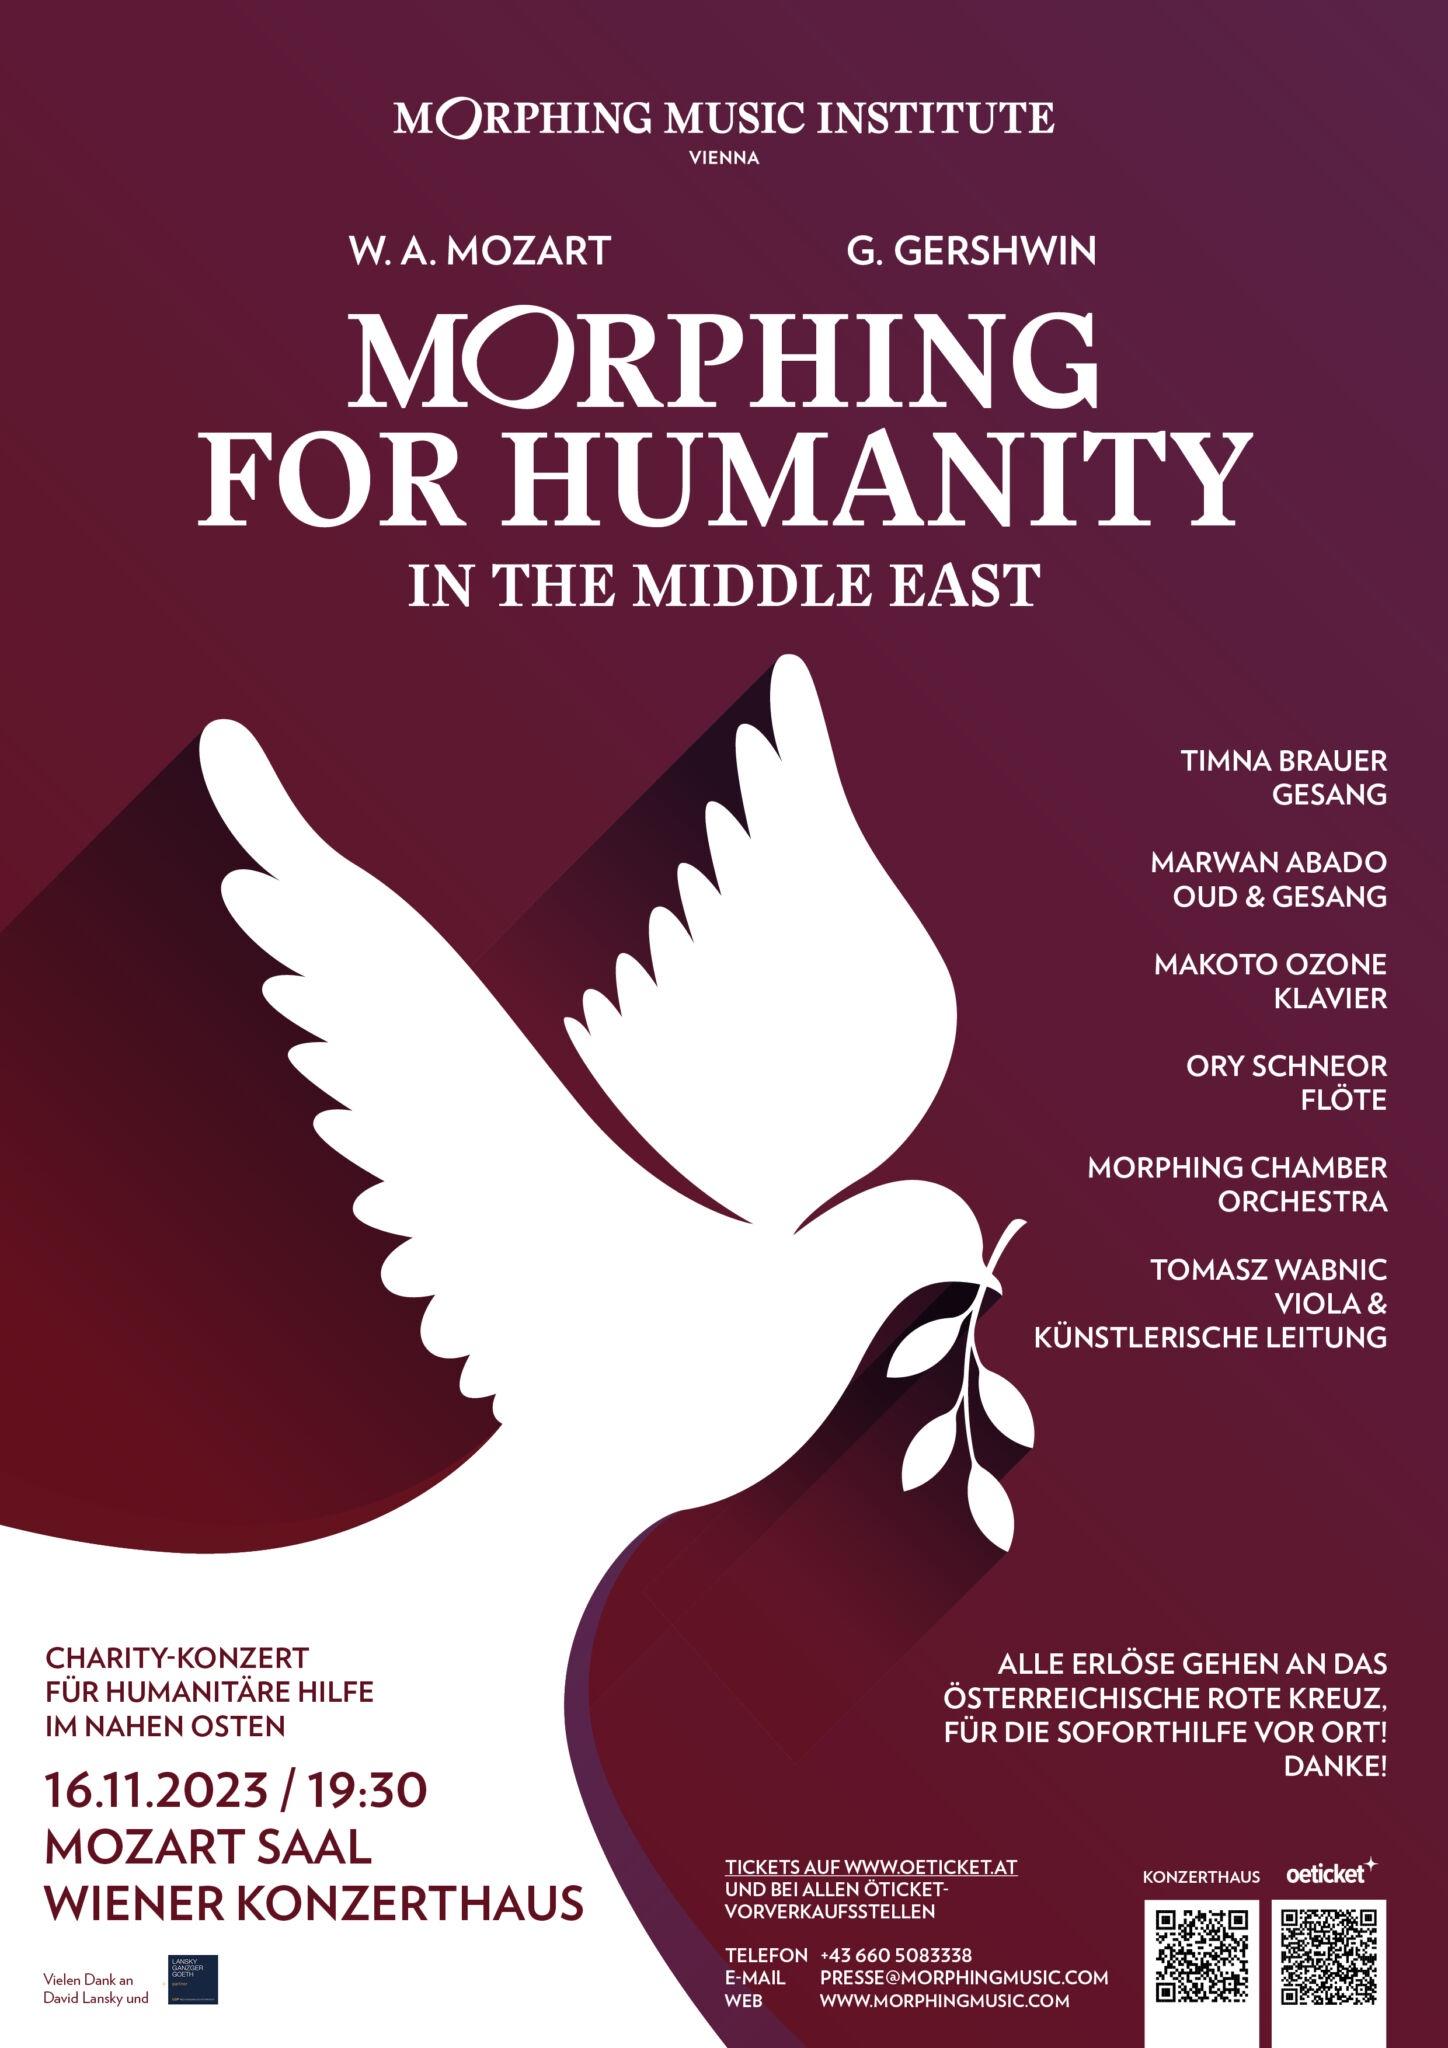 MORPHING MUSIC INSTITUTE
VIENNA
W. A. MOZART G. GERSHWIN
MORPHING
FOR HUMANITY
IN THE MIDDLE EAST
TIMNA BRAUER
GESANG
MARWAN ABADO
OUD & GESANG
MAKOTO OZONE
KLAVIER
ORY SCHNEOR
FLÖTE
MORPHING CHAMBER
ORCHESTRA
TOMASZ WABNIC
VIOLA &
KÜNSTLERISCHE LEITUNG
CHARITY-KONZERT
FÜR HUMANITÄRE HILFE
IM NAHEN OSTEN
16.11.2023 / 19:30
MOZART SAAL
WIENER KONZERTHAUS
Vielen Dank an
David Lansky und
LANSKY
GANZGER
GOETH
partner
ALLE ERLÖSE GEHEN AN DAS
ÖSTERREICHISCHE ROTE KREUZ,
FÜR DIE SOFORTHILFE VOR ORT!
DANKE!
TICKETS AUF WWW.OETICKET.AT
UND BEI ALLEN ÖTICKET-
VORVERKAUFSSTELLEN
TELEFON +43 660 5083338
E-MAIL PRESSE@MORPHINGMUSIC.COM
WEB WWW.MORPHINGMUSIC.COM
KONZERTHAUS
oeticket